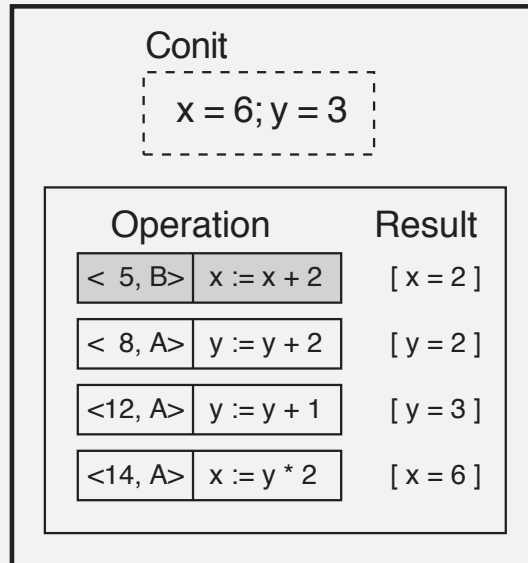 Conit
x = 6; y = 3
Operation Result
< 5, B> x := x + 2 [ x = 2 ]
< 8, A> y := y + 2 [ y = 2 ]
<12, A> y := y + 1 [ y = 3 ]
<14, A> x := y * 2 [ x = 6 ]